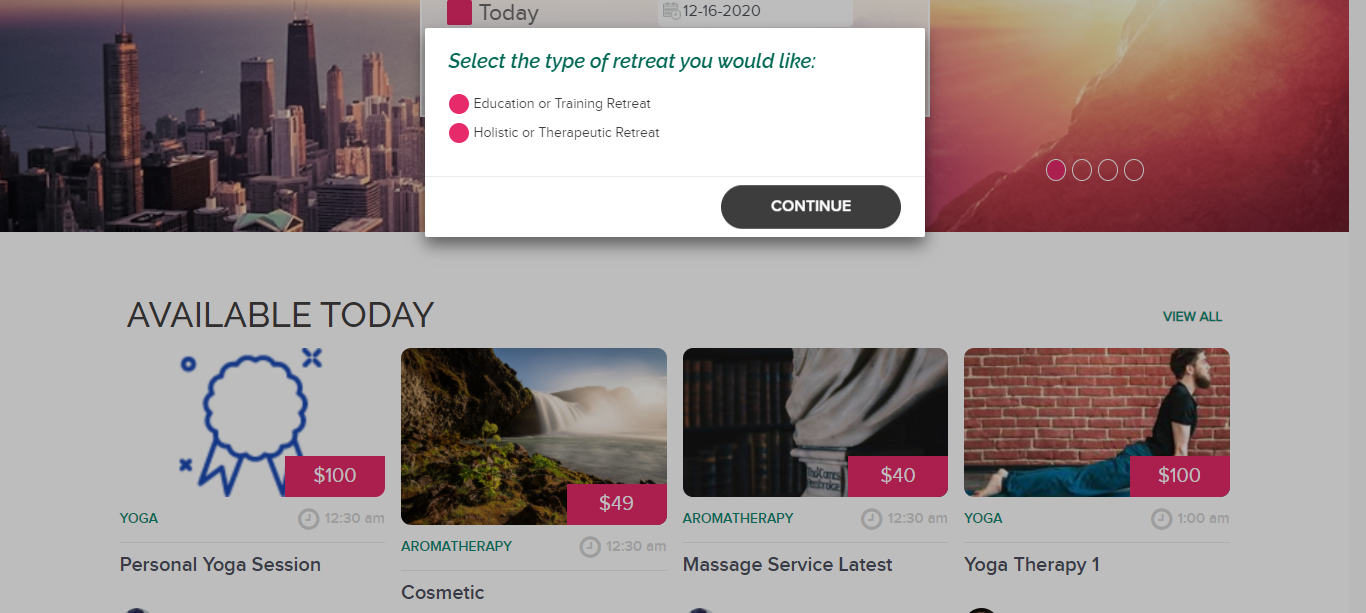 Today
12-16-2020
Select the type of retreat you would like:
Education or Training Retreat
Holistic or Therapeutic Retreat
CONTINUE
AVAILABLE TODAY
VIEW ALL
$100
$49
$40
$100
YOGA
12:30 am
AROMATHERAPY
12:30 am
AROMATHERAPY
12:30 am
YOGA
1:00 am
Personal Yoga Session
Cosmetic
Massage Service Latest
Yoga Therapy 1